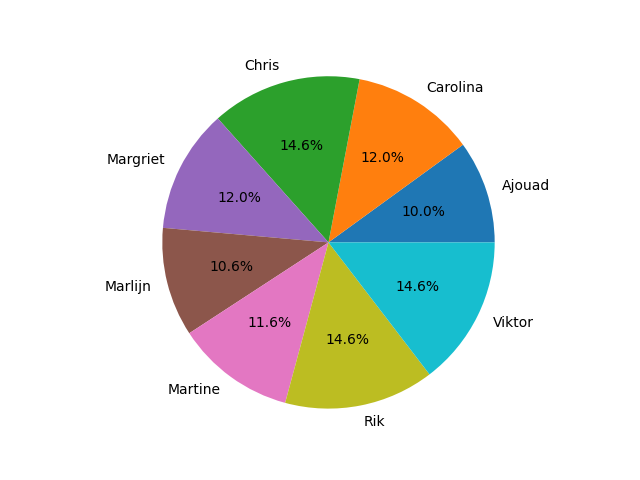 Chris
Carolina
14.6%
12.0%
Margriet
Ajouad
12.0%
10.0%
10.6%
14.6%
Marlijn
11.6%
Viktor
14.6%
Martine
Rik